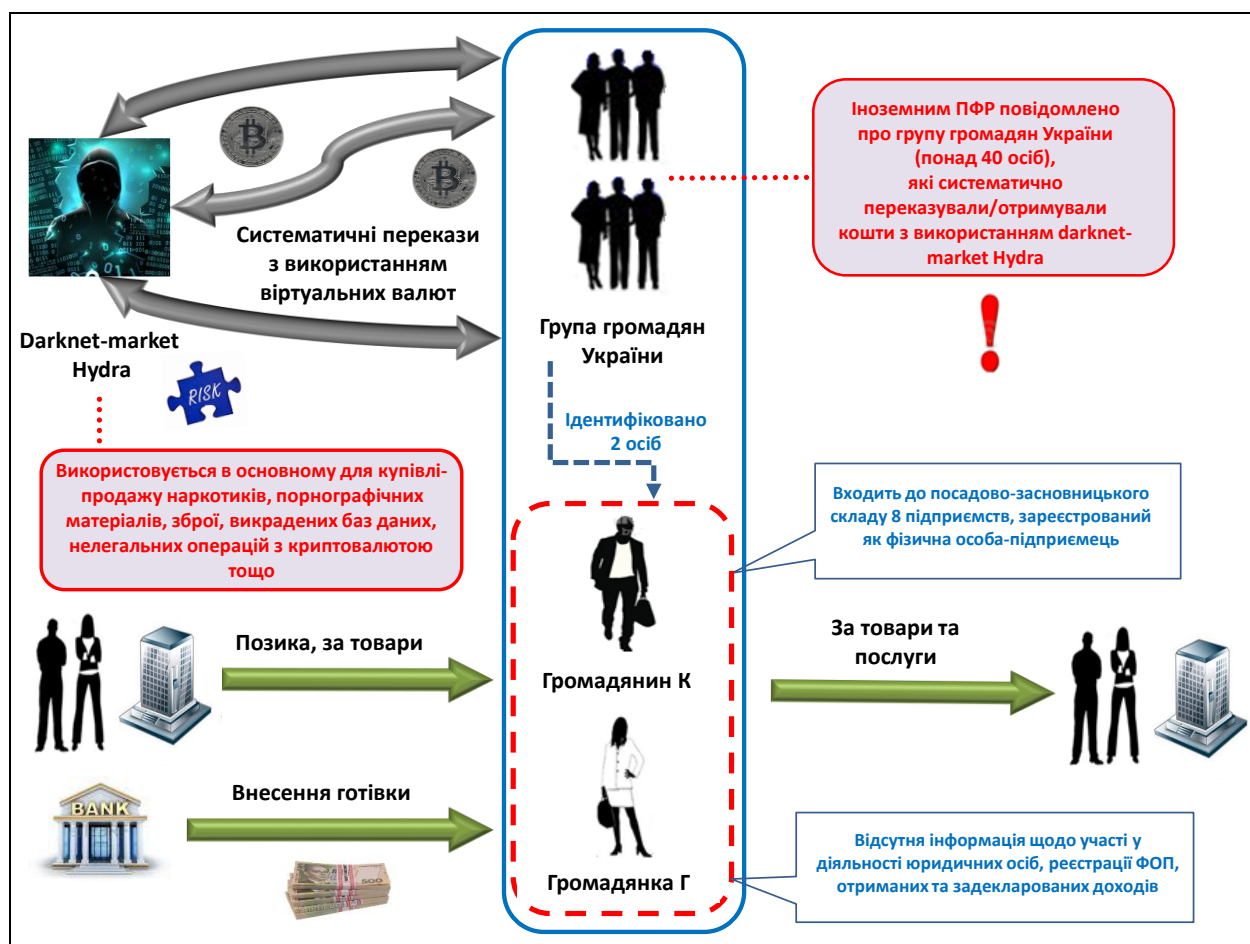 Іноземним ПФР повідомлено
про групу громадян України
(понад 40 осіб),
які систематично
переказували/отримували
кошти з використанням darknet-
market Hydra
Систематичні перекази
з використанням
віртуальних валют
Darknet-market
Hydra
RISK
Група громадян
України
Ідентифіковано
2 осіб
Використовується в основному для купівлі-
продажу наркотиків, порнографічних
матеріалів, зброї, викрадених баз даних,
нелегальних операцій з криптовалютою
тощо
Входить до посадово-засновницького
складу 8 підприємств, зареєстрований
як фізична особа-підприємець
Позика, за товари
Громадянин К
За товари та
послуги
BANK
Внесення готівки
500
Громадянка Г
Відсутня інформація щодо участі у
діяльності юридичних осіб, реєстрації ФОП,
отриманих та задекларованих доходів